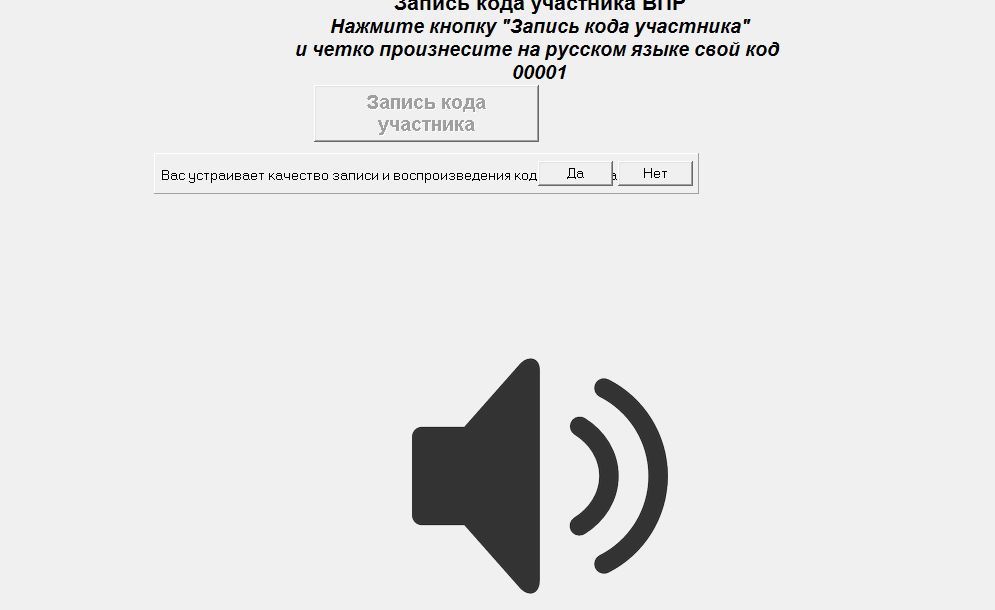 Запись кода участника ВПР
Нажмите кнопку "Запись кода участника"
и четко произнесите на русском языке свой код
00001
Запись кода
участника
Вас устраивает качество записи и воспроизведения код
Да
Нет